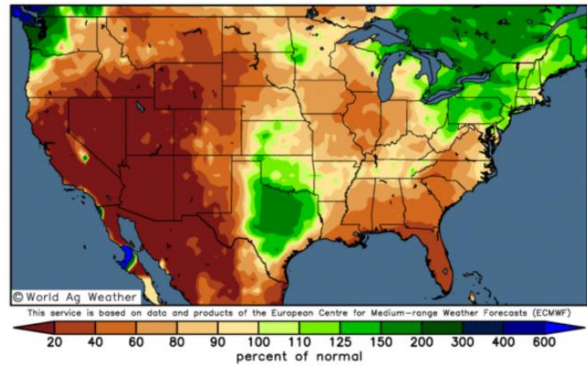 © World Ag Weather
This service is based on data and products of the European Centre for Medium-range Weather Forecasts (ECMWF)
20 40 60 80 90 100 110 125 150 200 300 400 600
percent of normal